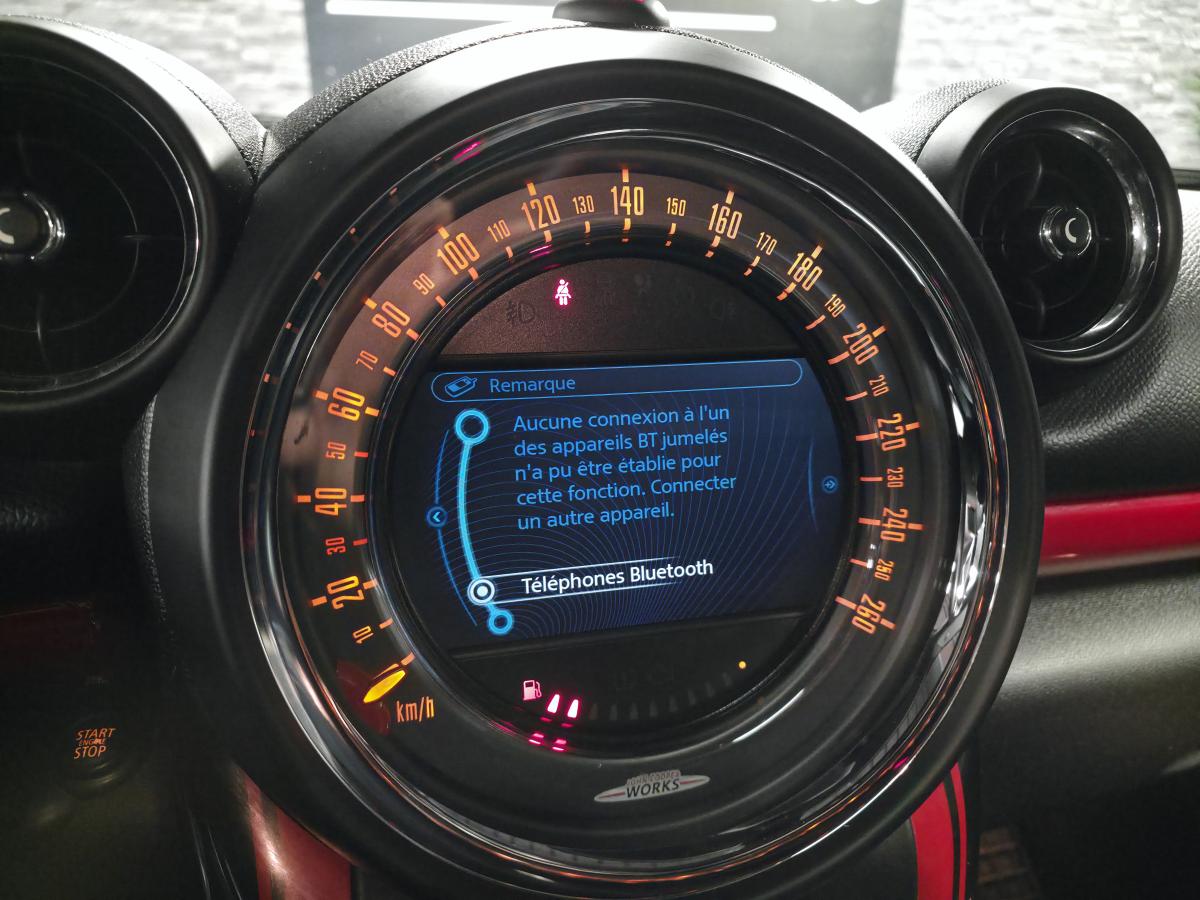 120
130
140
150
160
110
100
170
180
90
190
80
200
70
210
60
220
50
230
40
240
30
250
20
260
10
km/h
Remarque
Aucune connexion à l'un
des appareils BT jumelés
n'a pu être établie pour
cette fonction. Connecter
un autre appareil.
Téléphones Bluetooth
START
ENGINE
STOP
JOHN COOPER
WORKS